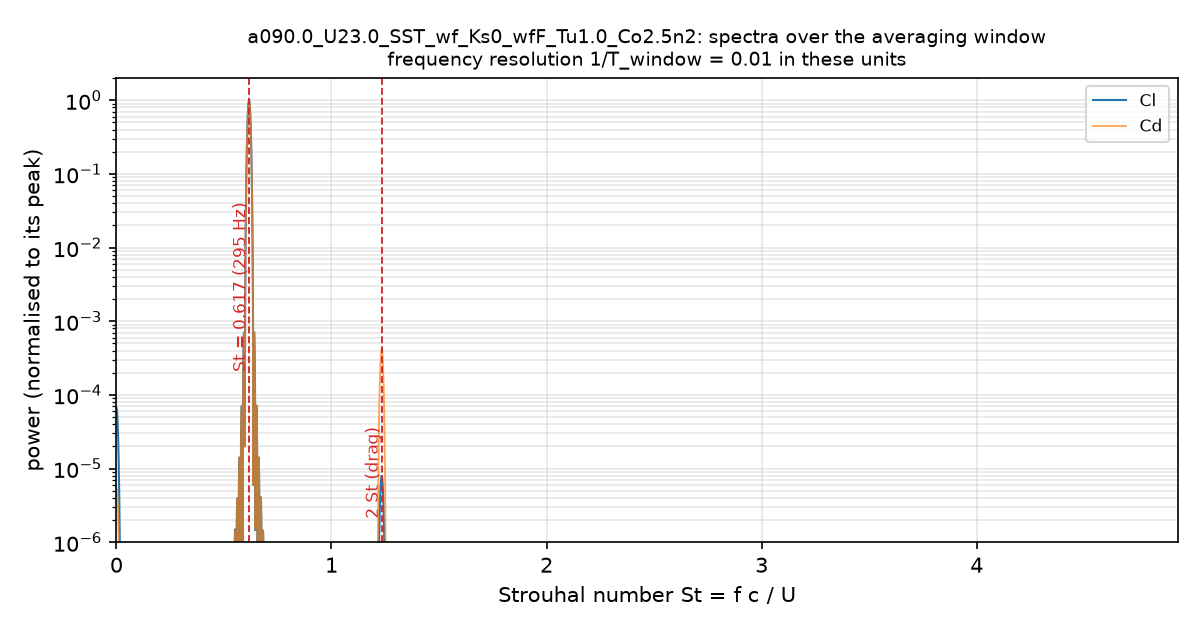 a090.0_U23.0_SST_wf_Ks0_wfF_Tu1.0_Co2.5n2: spectra over the averaging window
frequency resolution 1/T_window = 0.01 in these units
power (normalised to its peak)
10⁰
10⁻¹
10⁻²
10⁻³
10⁻⁴
10⁻⁵
10⁻⁶
St = 0.617 (295 Hz)
2 St (drag)
Cl
Cd
0 1 2 3 4
Strouhal number St = f c / U